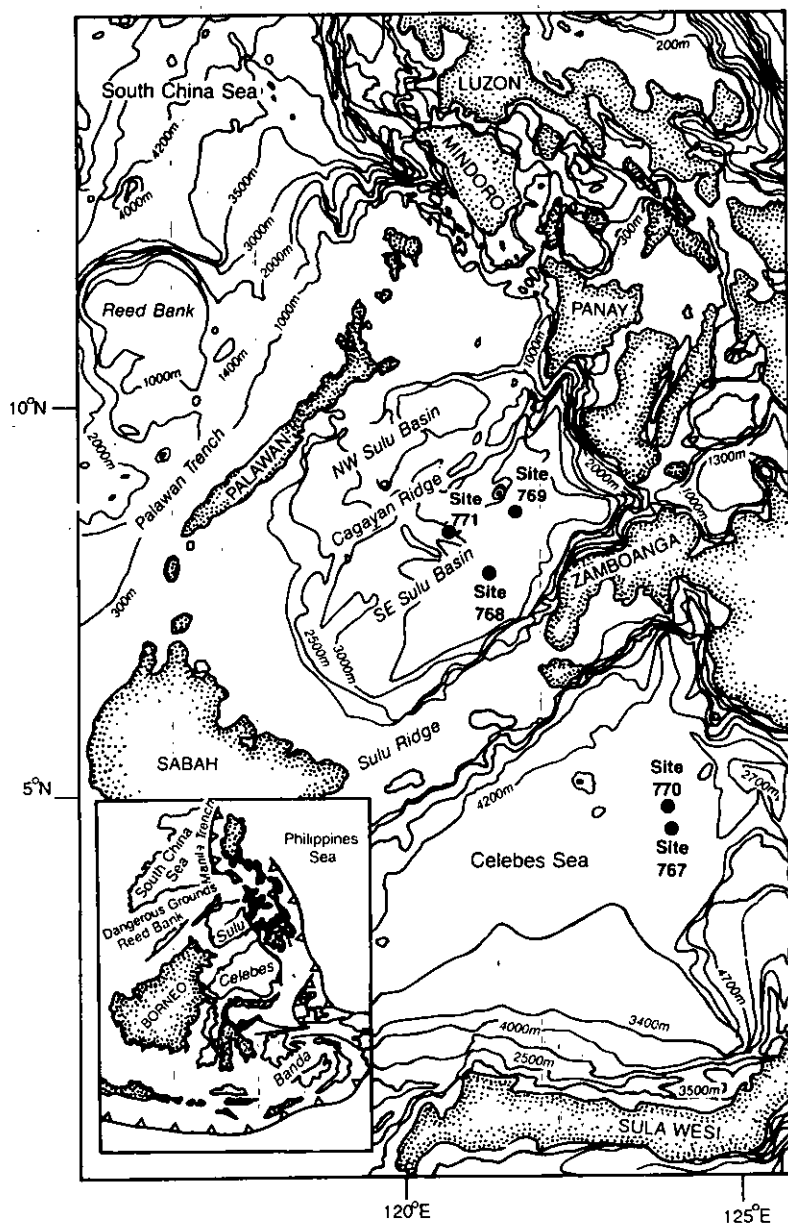 200m
South China Sea
LUZON
4200m
4000m
3500m
MINDORO
3000m
2000m
300m
Reed Bank
1000m
PANAY
1000m
1400m
1000m
10°N
2000m
NW Sulu Basin
PALAWAN
Palawan Trench
2000m
1300m
1000m
Cagayan Ridge
Site
769
Site
771
ZAMBOANGA
SE Sulu Basin
Site
768
300m
2500m
3000m
SABAH
Sulu Ridge
5°N
4200m
Site
770
2700m
Site
767
Celebes Sea
4700m
3400m
4000m
2500m
3500m
SULA WESI
120°E
125°E
Philippines
Sea
Manila Trench
South China
Sea
Dangerous Grounds
Reed Bank
Sulu
Celebes
BORNEO
Banda